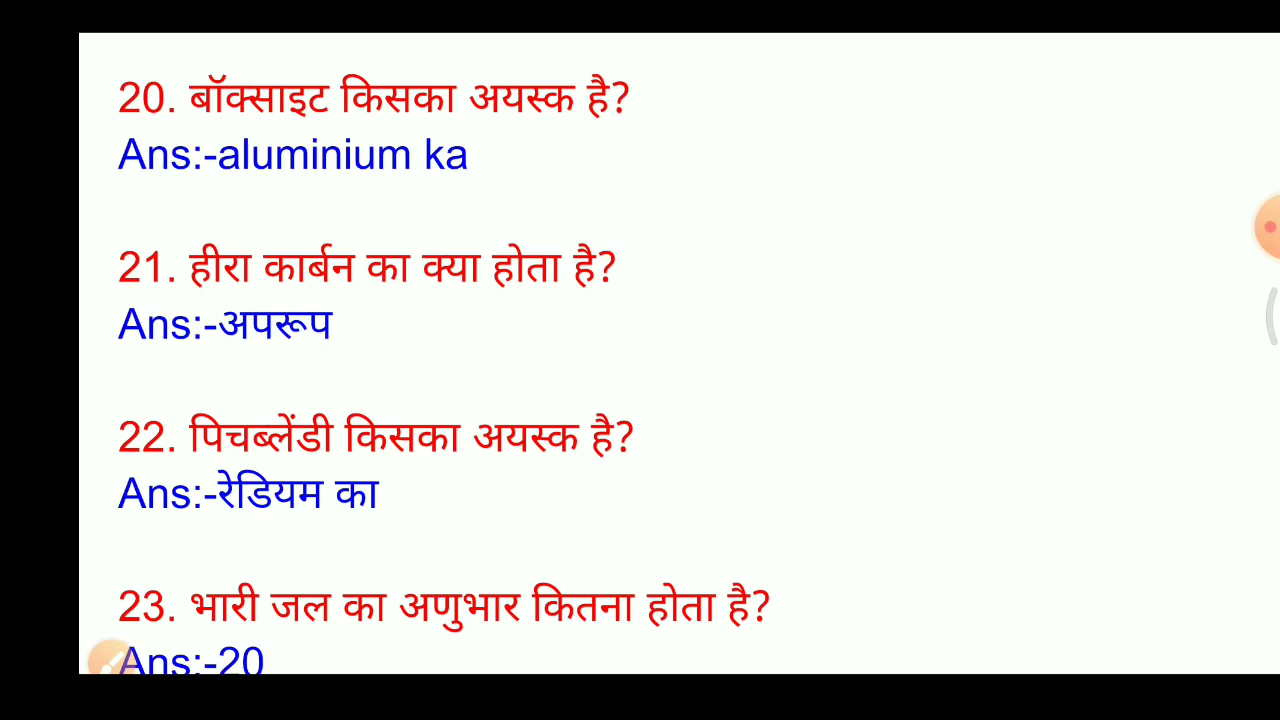 20. बॉक्साइट किसका अयस्क है?
Ans:-aluminium ka
21. हीरा कार्बन का क्या होता है?
Ans:-अपरूप
22. पिचब्लेंडी किसका अयस्क है?
Ans:-रेडियम का
23. भारी जल का अणुभार कितना होता है?
Ans:-20